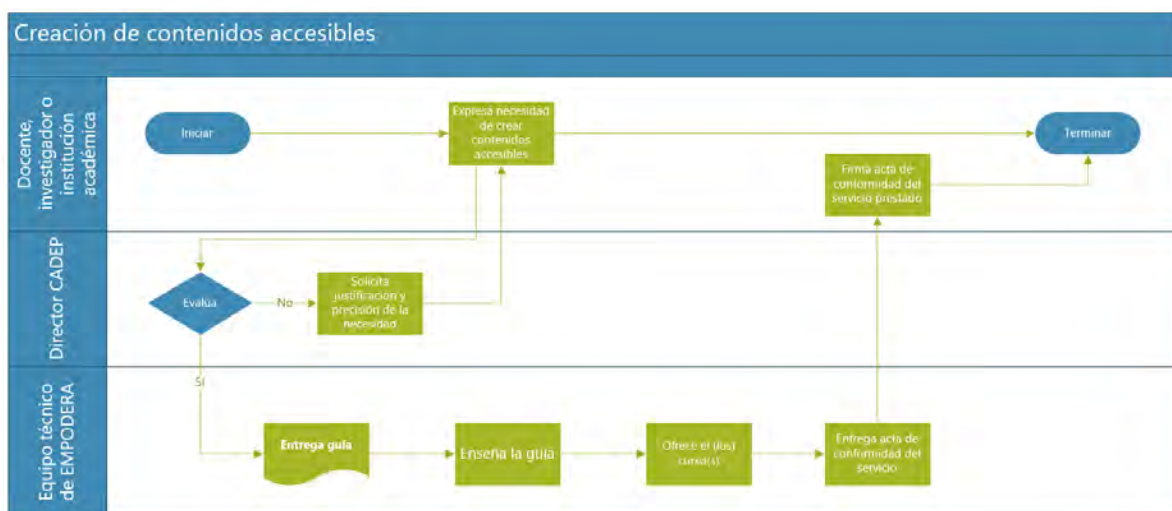 Creación de contenidos accesibles
Docente,
investigador o
institución
académica
Iniciar
Expresa necesidad
de crear
contenidos
accesibles
Terminar
Firma acta de
conformidad del
servicio prestado
Director CADEP
Evalúa
No
Solicita
justificación y
precisión de la
necesidad
Equipo técnico
de EMPODERA
Sí
Entrega guía
Enseña la guía
Ofrece el (los)
curso(s)
Entrega acta de
conformidad del
servicio